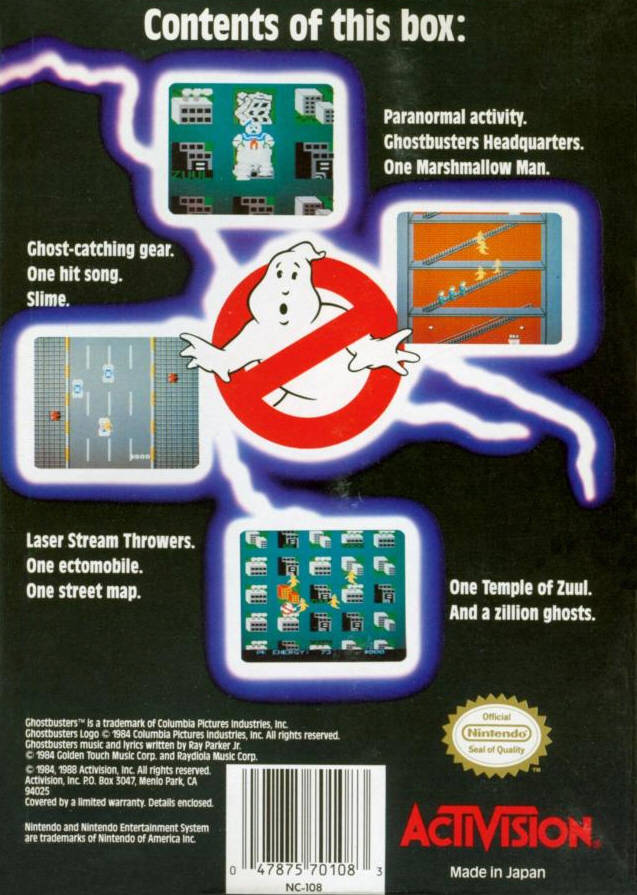 Contents of this box:
Paranormal activity.
Ghostbusters Headquarters.
One Marshmallow Man.
ZUUL
Ghost-catching gear.
One hit song.
Slime.
Laser Stream Throwers.
One ectomobile.
One street map.
One Temple of Zuul.
And a zillion ghosts.
Ghostbusters™ is a trademark of Columbia Pictures Industries, Inc.
Ghostbusters Logo © 1984 Columbia Pictures Industries, Inc. All rights reserved.
Ghostbusters music and lyrics written by Ray Parker Jr.
© 1984 Golden Touch Music Corp. and Raydiola Music Corp.
© 1984, 1988 Activision, Inc. All rights reserved.
Activision, Inc. P.O. Box 3047, Menlo Park, CA
94025
Covered by a limited warranty. Details enclosed.
Nintendo and Nintendo Entertainment System
are trademarks of Nintendo of America Inc.
0 47875 70108 3
NC-108
Official
Nintendo®
Seal of Quality
TM
ACTIVISION®
Made in Japan